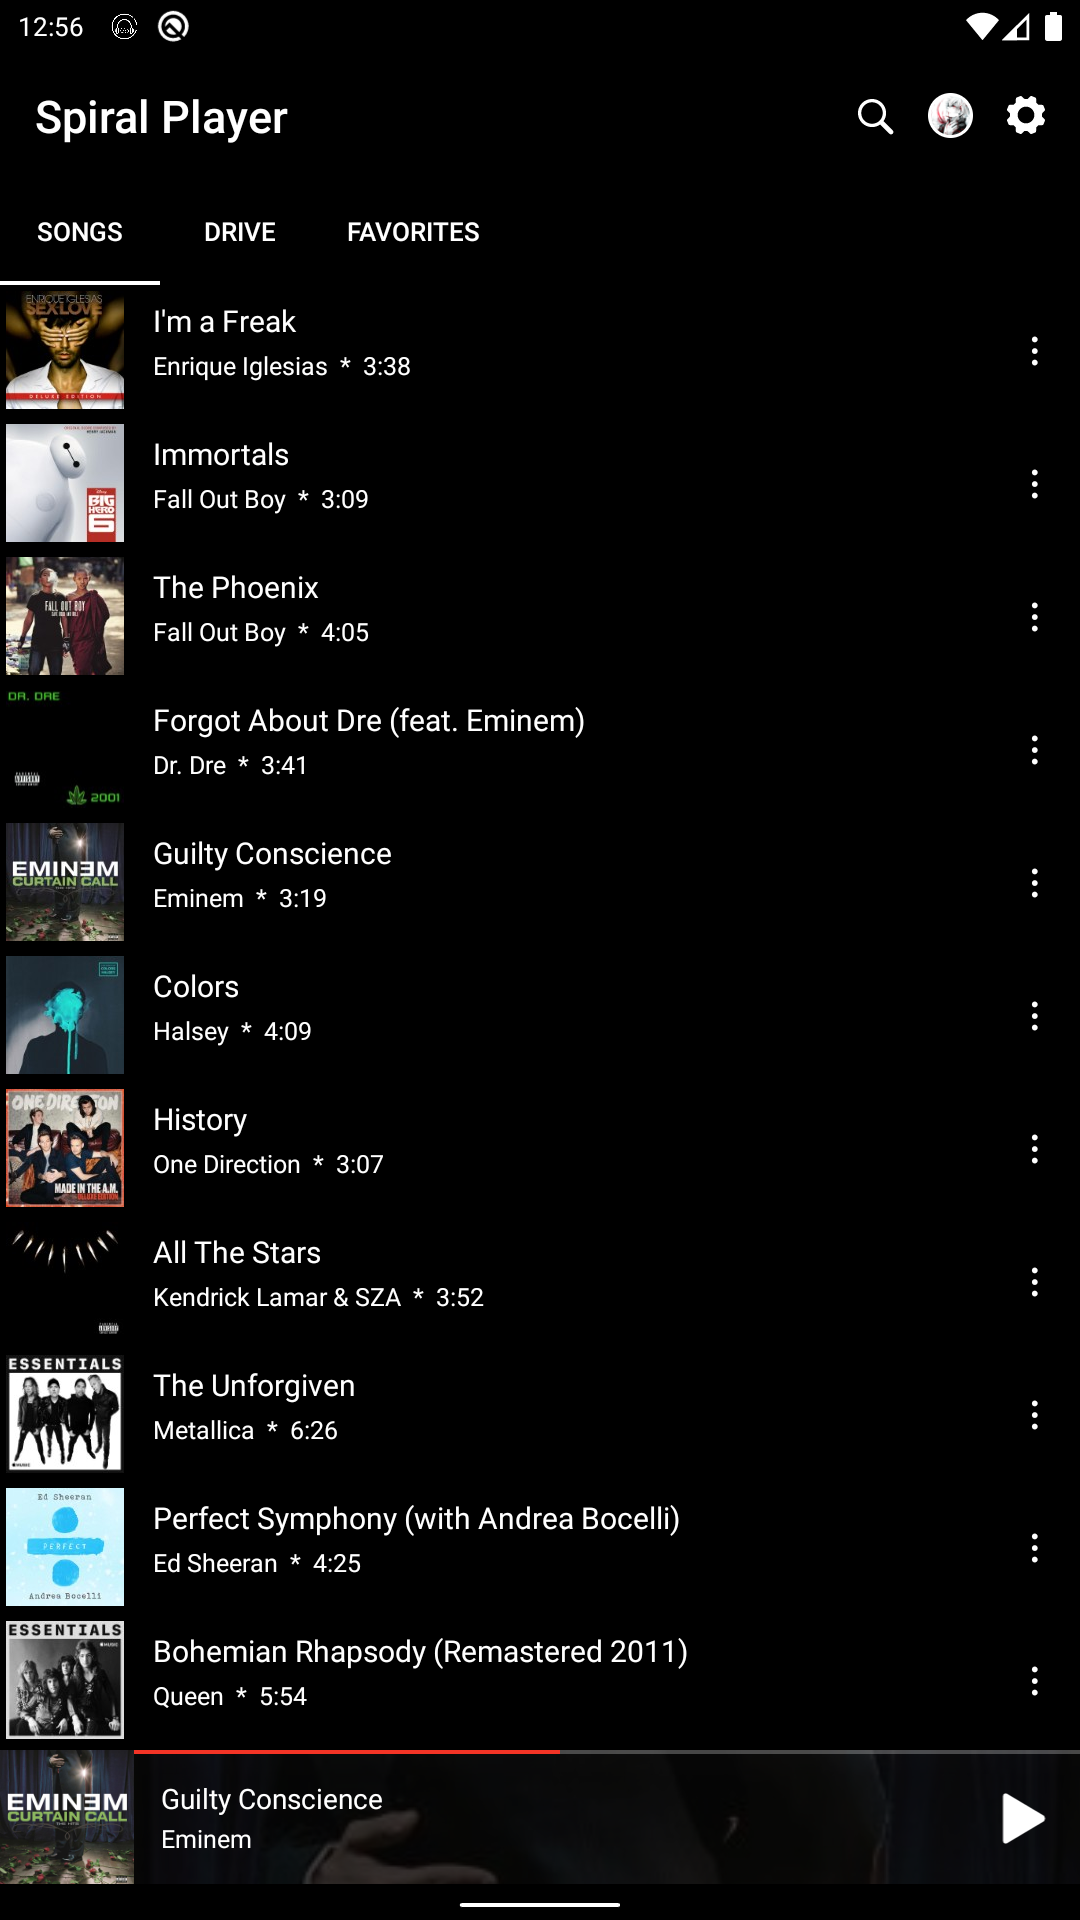 12:56
Spiral Player
SONGS
DRIVE
FAVORITES
ENRIQUE IGLESIAS
SEX+LOVE
DELUXE EDITION
I'm a Freak
Enrique Iglesias * 3:38
BIG
HERO
6
Immortals
Fall Out Boy * 3:09
FALL OUT BOY
The Phoenix
Fall Out Boy * 4:05
DR. DRE
2001
Forgot About Dre (feat. Eminem)
Dr. Dre * 3:41
EMINƎM
CURTAIN CALL
Guilty Conscience
Eminem * 3:19
Colors
Halsey * 4:09
ONE DIRECTION
MADE IN THE A.M.
DELUXE EDITION
History
One Direction * 3:07
All The Stars
Kendrick Lamar & SZA * 3:52
ESSENTIALS
The Unforgiven
Metallica * 6:26
Ed Sheeran
PERFECT
Andrea Bocelli
Perfect Symphony (with Andrea Bocelli)
Ed Sheeran * 4:25
ESSENTIALS
Bohemian Rhapsody (Remastered 2011)
Queen * 5:54
EMINƎM
CURTAIN CALL
Guilty Conscience
Eminem